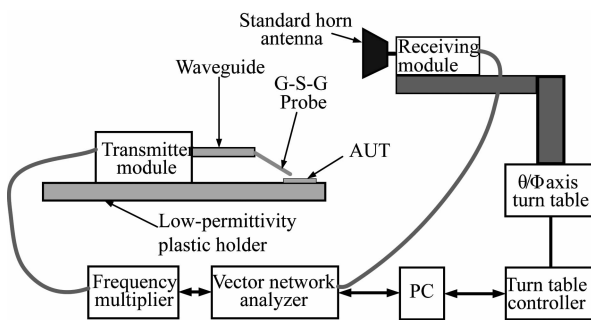 Standard horn
antenna
Receiving
module
Waveguide
G-S-G
Probe
Transmitter
module
AUT
θ/Φ axis
turn table
Low-permittivity
plastic holder
Frequency
multiplier
Vector network
analyzer
PC
Turn table
controller